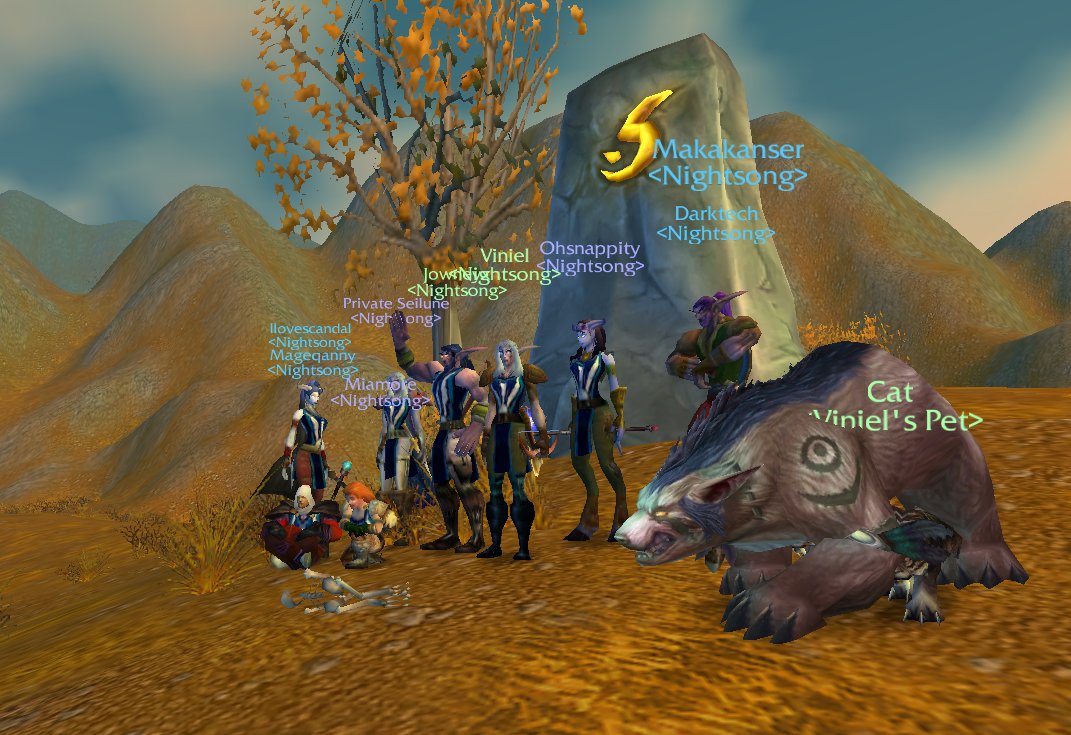 Makakanser
<Nightsong>
Darktech
<Nightsong>
Ohsnappity
<Nightsong>
Viniel
<Nightsong>
<Nightsong>
Private Seilune
<Nightsong>
Ilovescandal
<Nightsong>
Mageqanny
<Nightsong>
Miamore
<Nightsong>
Cat
<Viniel's Pet>